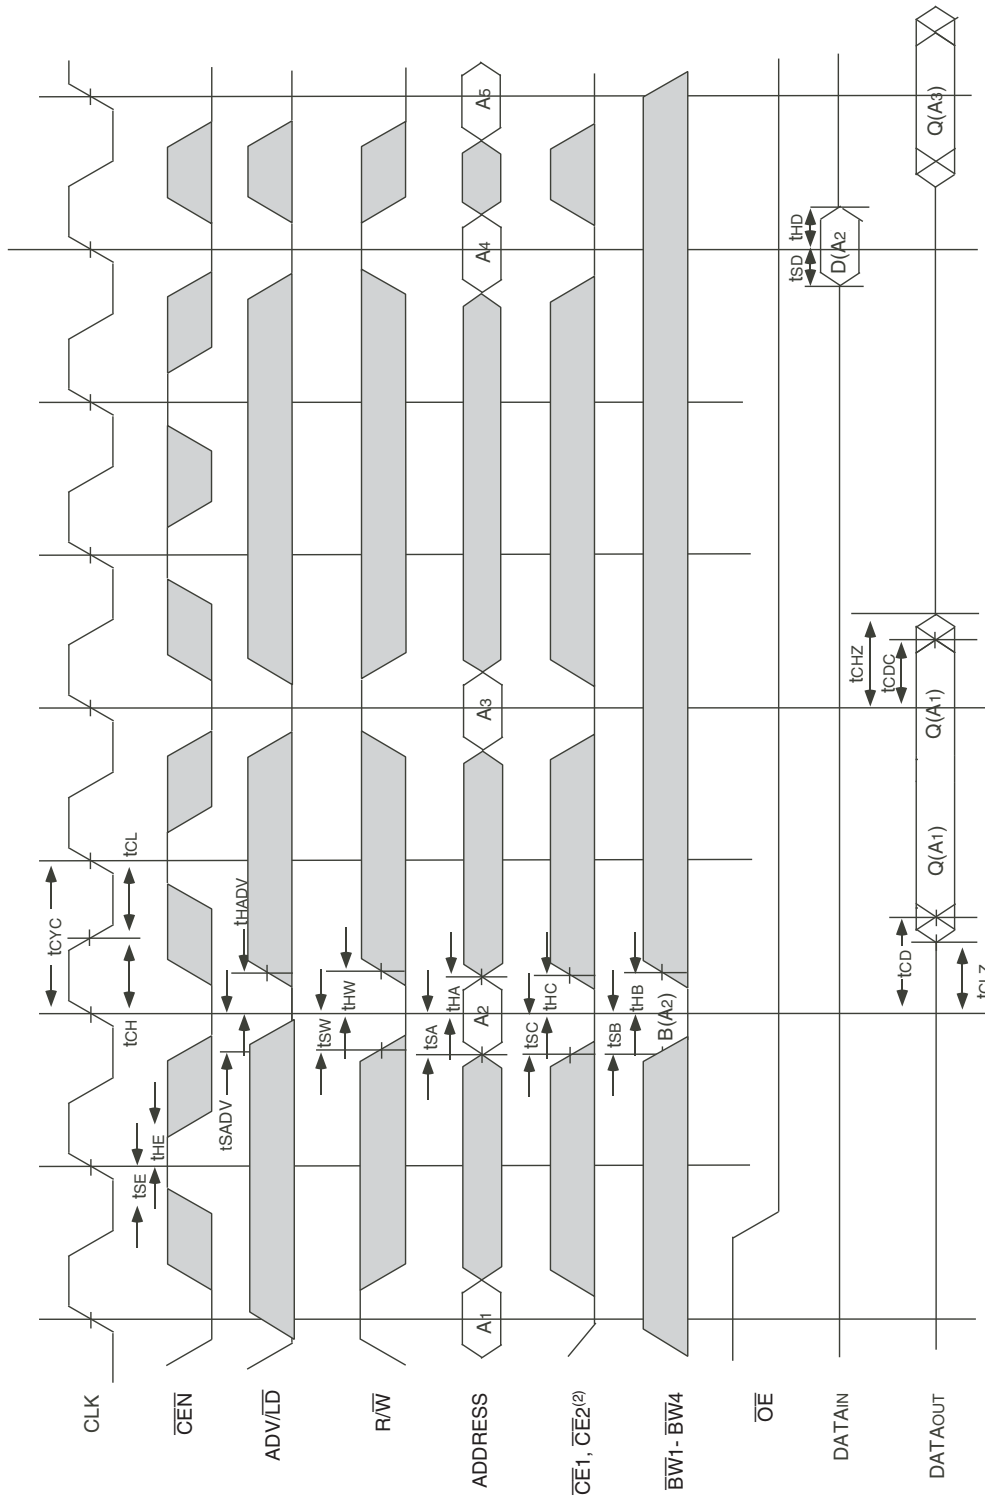 CLK
tCH
tCYC
tCL
CEN
tSE
tHE
ADV/LD
tSADV
tHADV
R/W
tSW
tHW
ADDRESS
A1
tSA
tHA
A2
A3
A4
A5
CE1, CE2(2)
tSC
tHC
BW1- BW4
tSB
tHB
B(A2)
OE
DATAIN
tSD
tHD
D(A2
DATAOUT
tCD
tCLZ
Q(A1)
Q(A1)
tCHZ
tCDC
Q(A3)